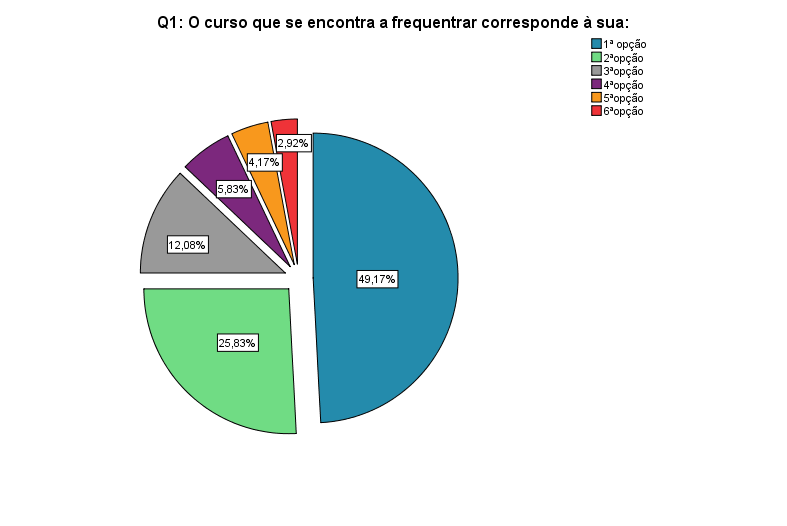 Q1: O curso que se encontra a frequentrar corresponde à sua:
1ª opção
2ªopção
3ªopção
4ªopção
5ªopção
6ªopção
2,92%
4,17%
5,83%
12,08%
49,17%
25,83%